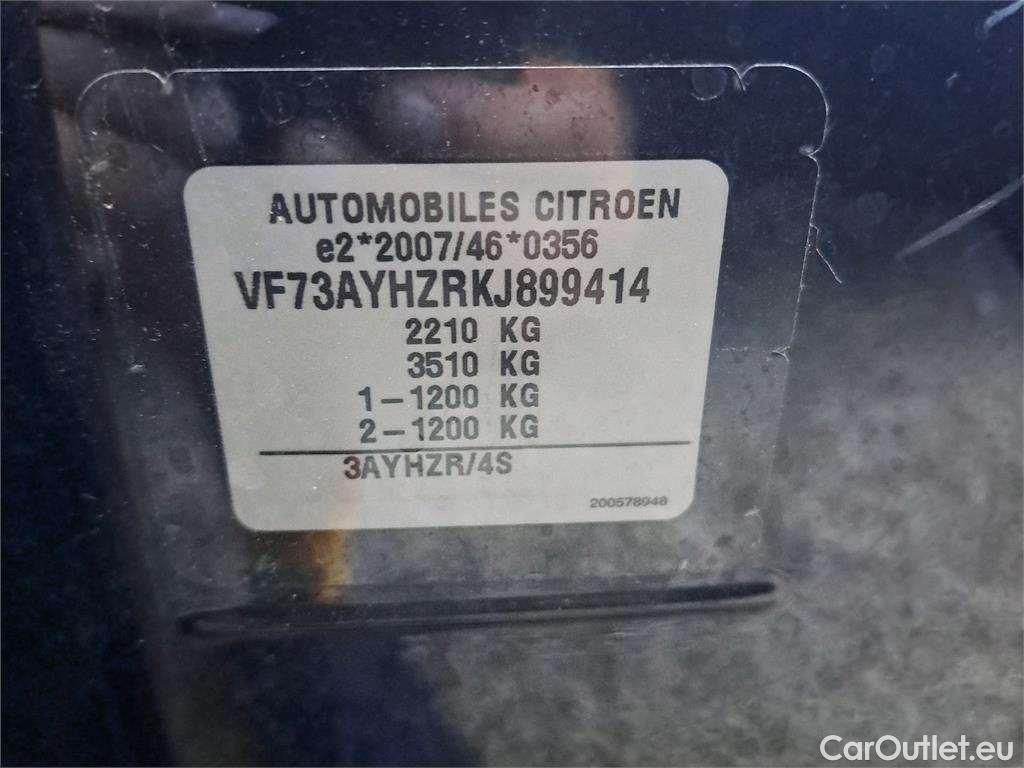 AUTOMOBILES CITROEN
e2*2007/46*0356
VF73AYHZRKJ899414
2210 KG
3510 KG
1-1200 KG
2-1200 KG
3AYHZR/4S
200578948
CarOutlet.eu